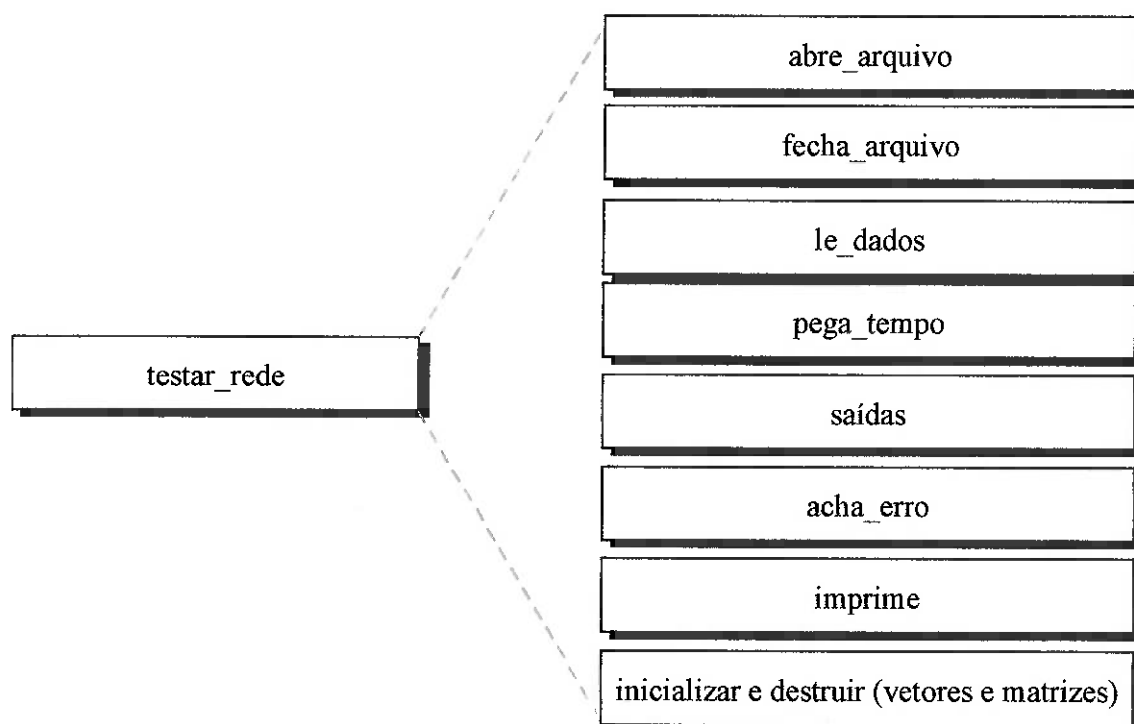 abre_arquivo
fecha_arquivo
le_dados
pega_tempo
testar_rede
saídas
acha_erro
imprime
inicializar e destruir (vetores e matrizes)